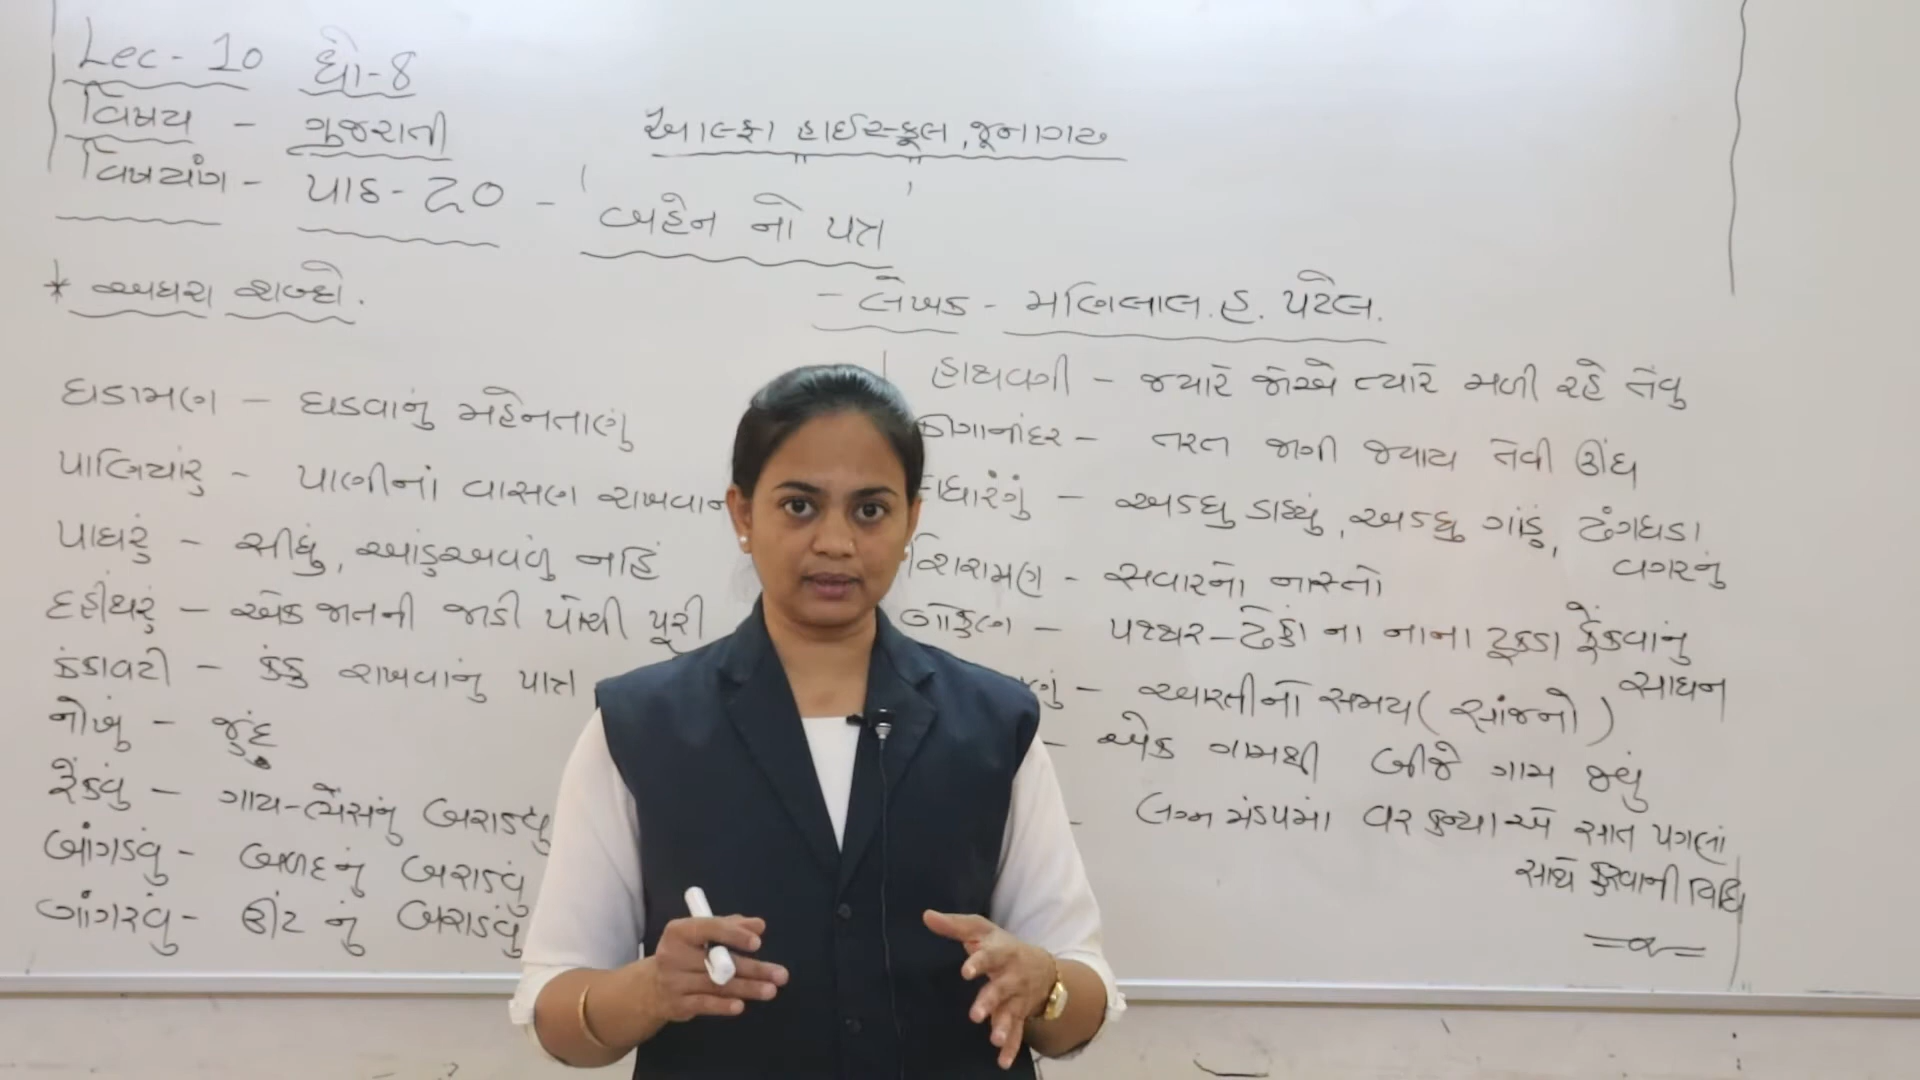 Lec - 10 ધો-8
વિષય - ગુજરાતી
આલ્ફા હાઈસ્કૂલ, જૂનાગઢ
વિષયાંગ - પાઠ - 20 - 'બહેન નો પત્ર'
* અઘરા શબ્દો.
- લેખક - મણિલાલ. હ. પટેલ.
ઘડામણ - ઘડવાનું મહેનતાણું
પાણિયારું - પાણીનાં વાસણ રાખવાન
પાધરું - સીધું, આડુંઅવળું નહિં
દહીંથરું - એક જાતની જાડી પોચી પૂરી
કંકાવટી - કંકુ રાખવાનું પાત્ર
નોખું - જુદું
રેંકવું - ગાય-ભેંસનું બરાડવું
બાંગડવું - બળદનું બરાડવું
ગાંગરવું - ઊંટ નું બરાડવું
હાથવગી - જ્યારે જોઈએ ત્યારે મળી રહે તેવું
કાગાનીંદર - તરત જાગી જવાય તેવી ઊંઘ
ધારંગું - અડધું ડાહ્યું, અડધું ગાંડું, ઢંગધડા
વગરનું
શિરામણ - સવારનો નાસ્તો
ગોફણ - પથ્થર-ઢેફાં ના નાના ટૂકડા ફેંકવાનું
સાધન
ણું - આરતીનો સમય (સાંજનો)
- એક ગામથી બીજે ગામ જવું
- લગ્ન મંડપમાં વર કન્યાએ સાત પગલાં
સાથે ફરવાની વિધિ